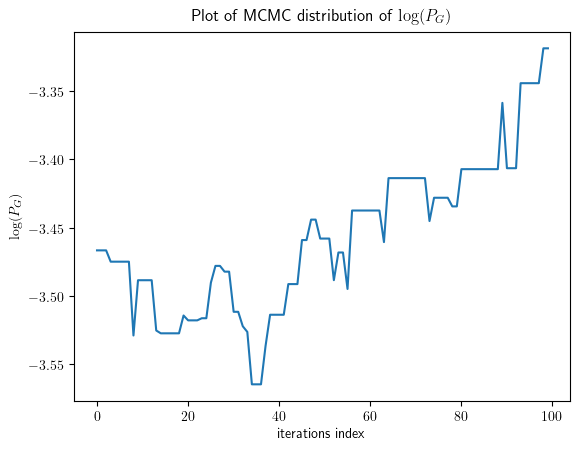 Plot of MCMC distribution of log(P_G)
log(P_G)
−3.35
−3.40
−3.45
−3.50
−3.55
0 20 40 60 80 100
iterations index